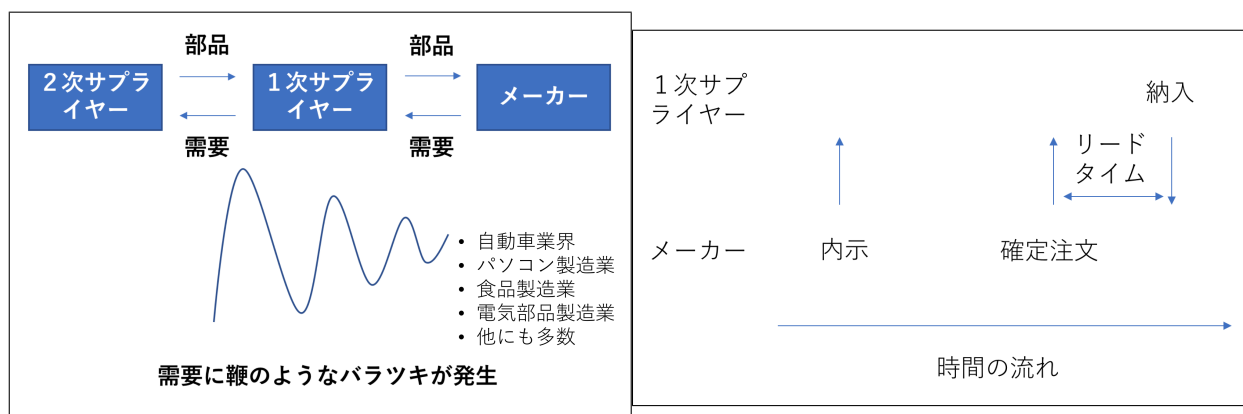 部品
部品
２次サプラ
イヤー
１次サプラ
イヤー
メーカー
需要
需要
• 自動車業界
• パソコン製造業
• 食品製造業
• 電気部品製造業
• 他にも多数
需要に鞭のようなバラツキが発生
１次サプ
ライヤー
納入
リード
タイム
メーカー
内示
確定注文
時間の流れ